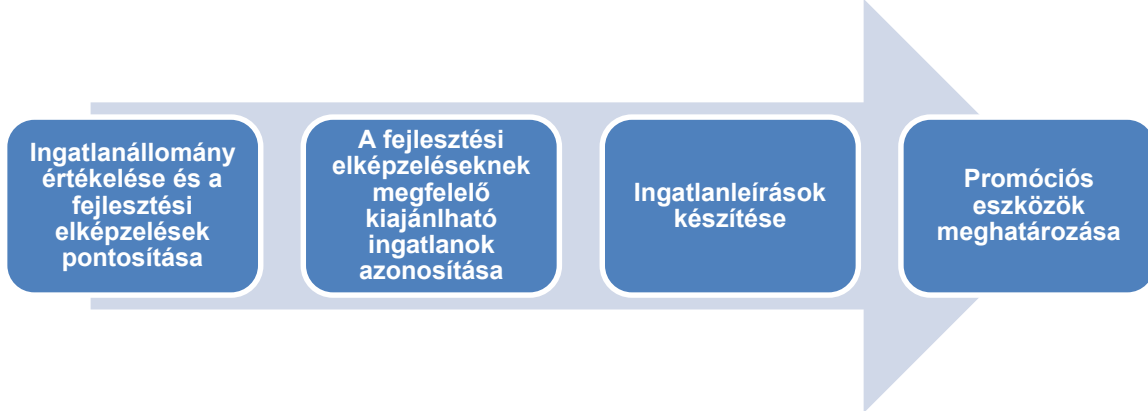 Ingatlanállomány
értékelése és a
fejlesztési
elképzelések
pontosítása
A fejlesztési
elképzeléseknek
megfelelő
kiajánlható
ingatlanok
azonosítása
Ingatlanleírások
készítése
Promóciós
eszközök
meghatározása